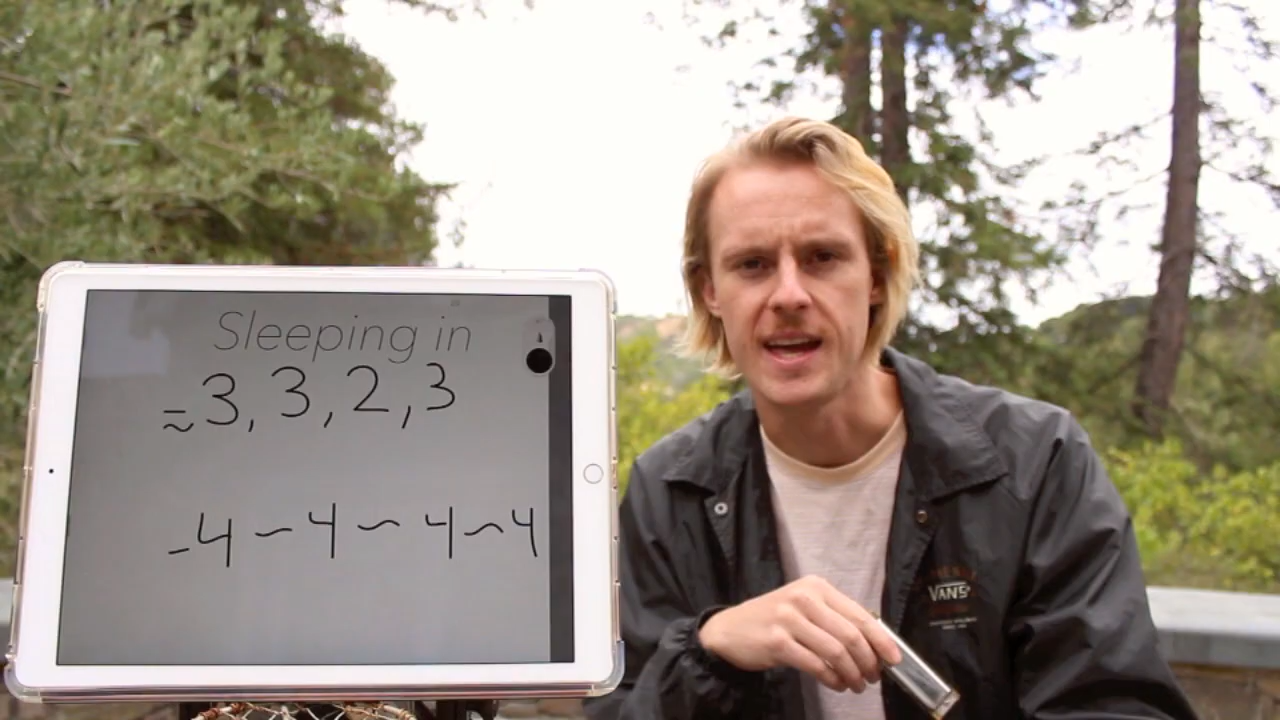 Sleeping in
≈3, 3, 2, 3
-4 ~ 4 ~ 4 ~ 4
VANS